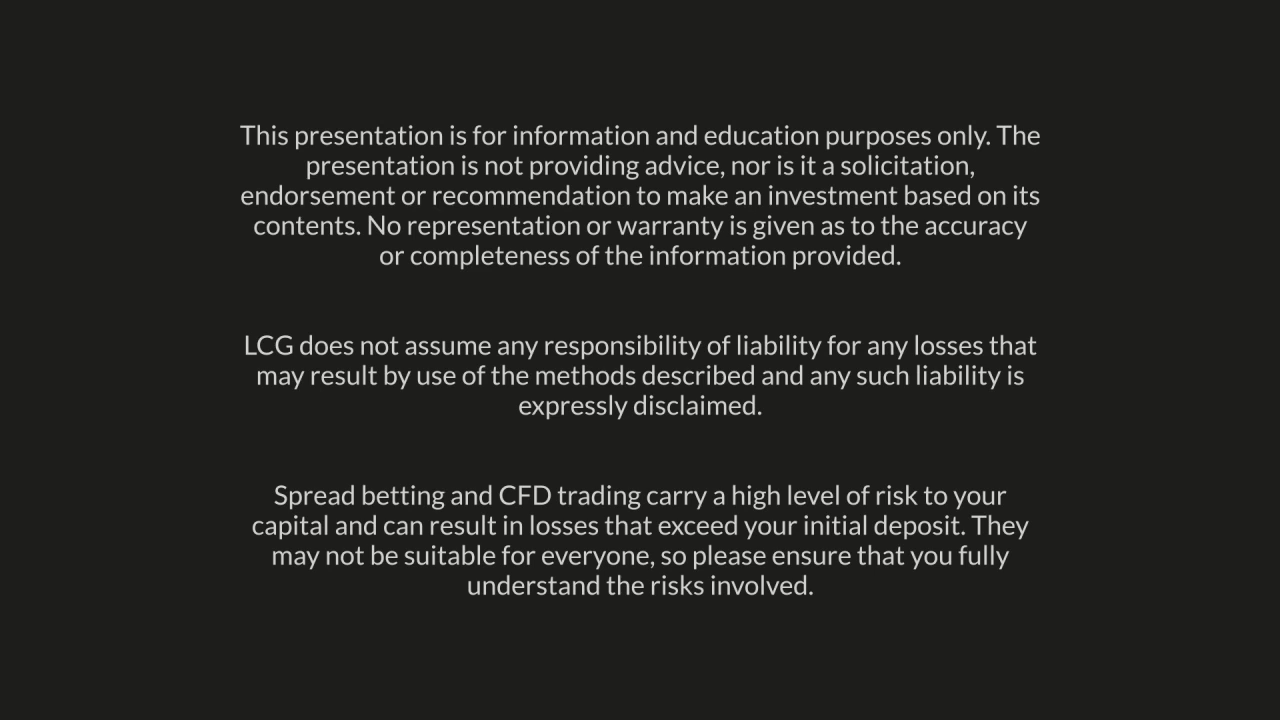 This presentation is for information and education purposes only. The
presentation is not providing advice, nor is it a solicitation,
endorsement or recommendation to make an investment based on its
contents. No representation or warranty is given as to the accuracy
or completeness of the information provided.
LCG does not assume any responsibility of liability for any losses that
may result by use of the methods described and any such liability is
expressly disclaimed.
Spread betting and CFD trading carry a high level of risk to your
capital and can result in losses that exceed your initial deposit. They
may not be suitable for everyone, so please ensure that you fully
understand the risks involved.